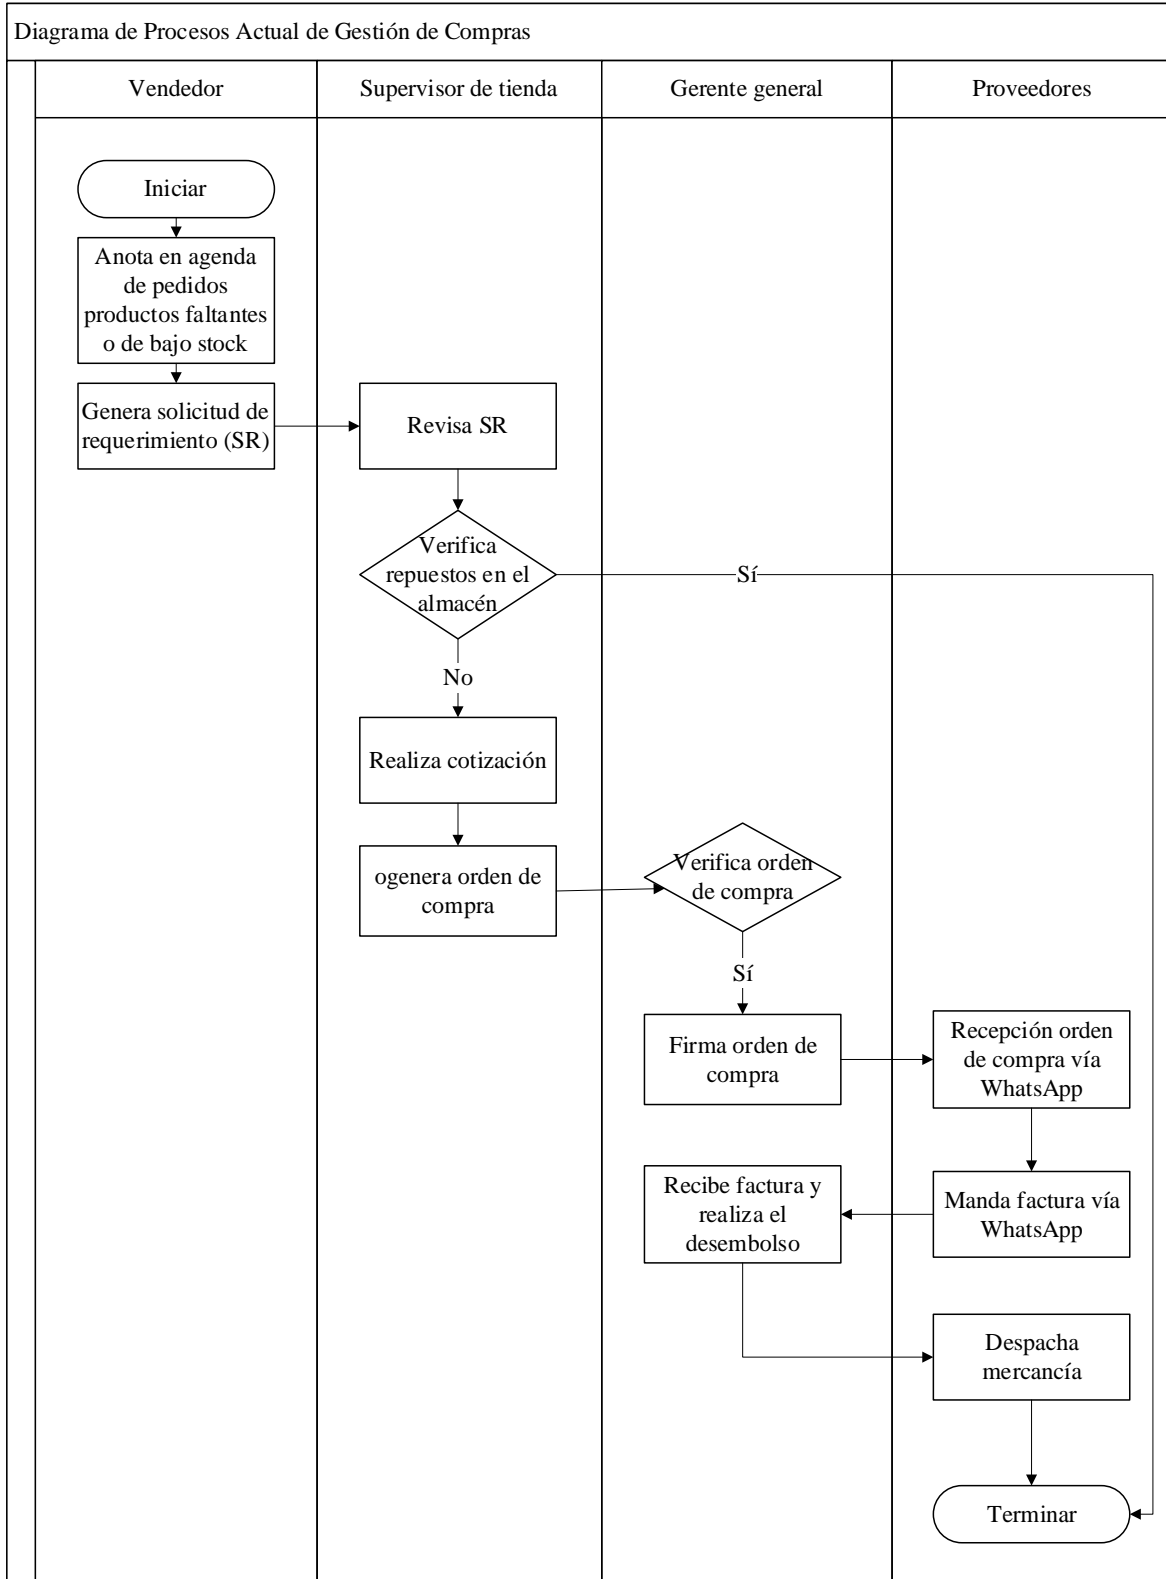 Diagrama de Procesos Actual de Gestión de Compras
Vendedor
Supervisor de tienda
Gerente general
Proveedores
Iniciar
Anota en agenda
de pedidos
productos faltantes
o de bajo stock
Genera solicitud de
requerimiento (SR)
Revisa SR
Verifica
repuestos en el
almacén
Sí
No
Realiza cotización
ogenera orden de
compra
Verifica orden
de compra
Sí
Firma orden de
compra
Recepción orden
de compra vía
WhatsApp
Recibe factura y
realiza el
desembolso
Manda factura vía
WhatsApp
Despacha
mercancía
Terminar